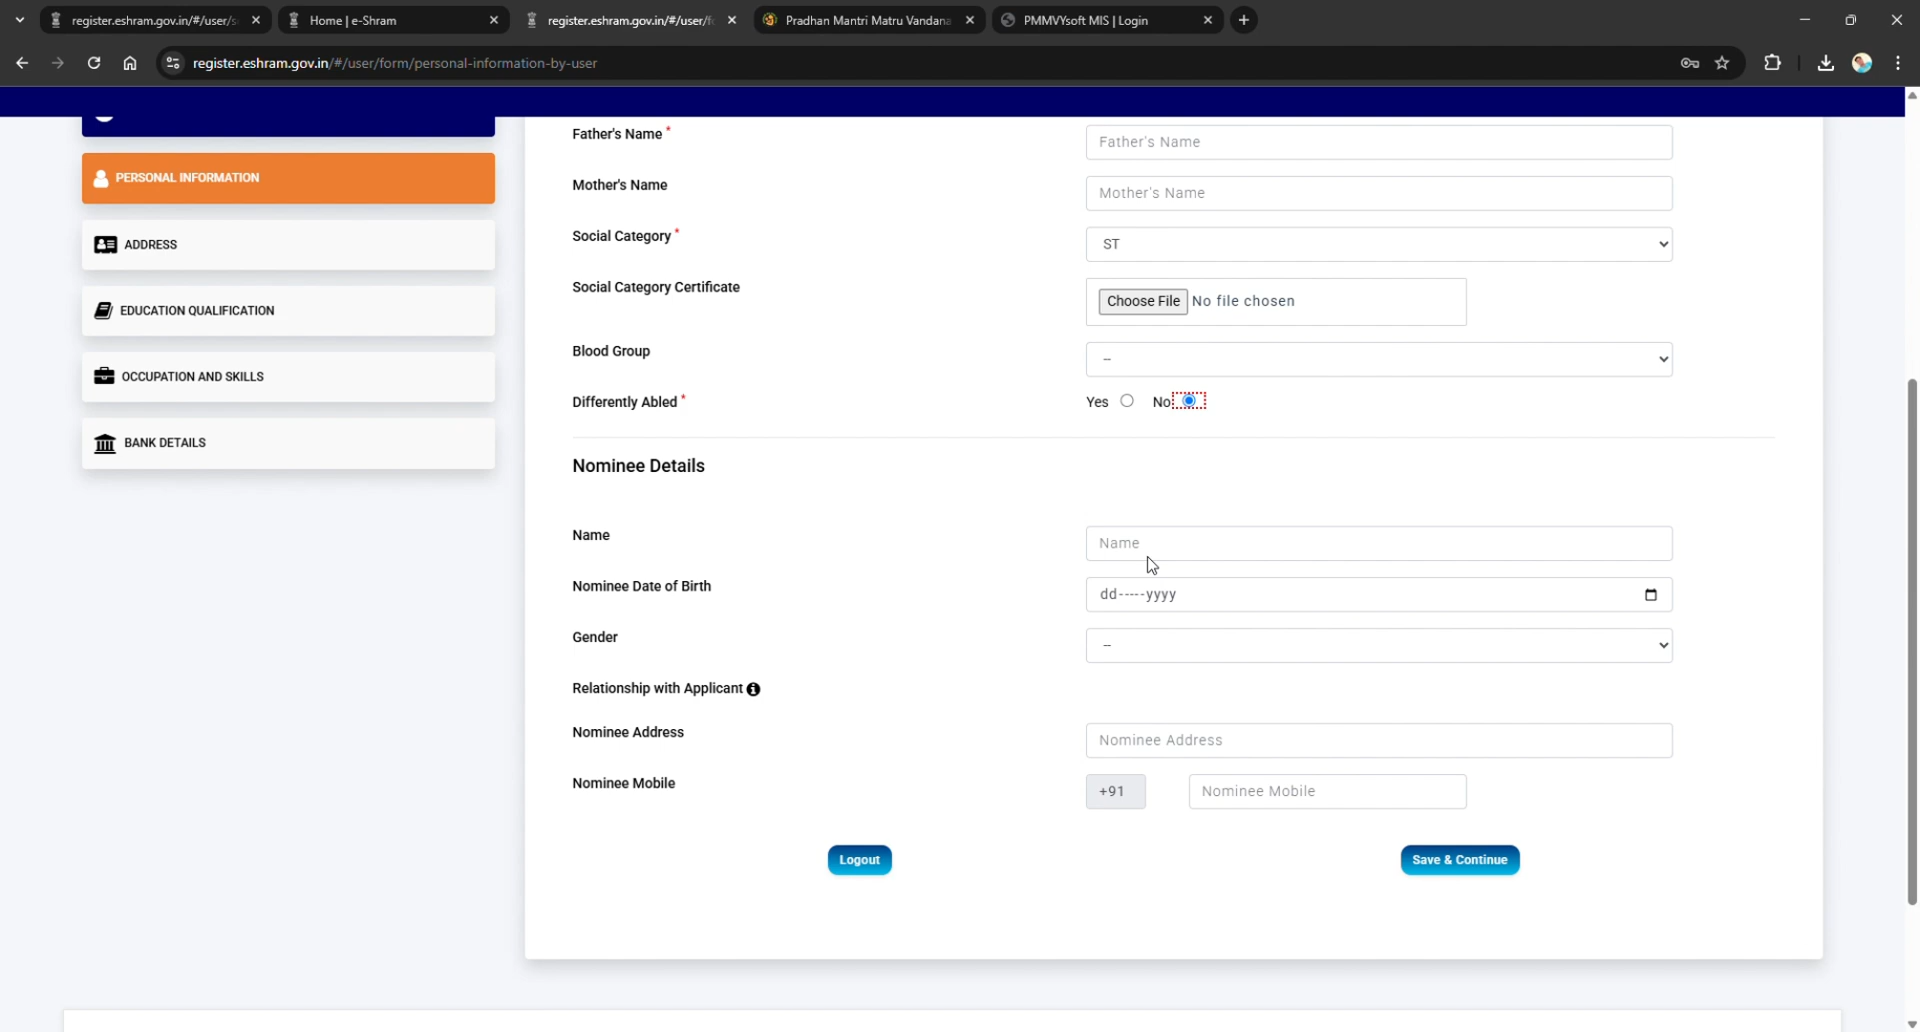 register.eshram.gov.in/#/user/s
Home | e-Shram
register.eshram.gov.in/#/user/f
Pradhan Mantri Matru Vandana
PMMVYsoft MIS | Login
register.eshram.gov.in/#/user/form/personal-information-by-user
PERSONAL INFORMATION
ADDRESS
EDUCATION QUALIFICATION
OCCUPATION AND SKILLS
BANK DETAILS
Father's Name * Father's Name
Mother's Name Mother's Name
Social Category * ST
Social Category Certificate Choose File No file chosen
Blood Group --
Differently Abled * Yes No
Nominee Details
Name Name
Nominee Date of Birth dd-----yyyy
Gender --
Relationship with Applicant
Nominee Address Nominee Address
Nominee Mobile +91 Nominee Mobile
Logout Save & Continue